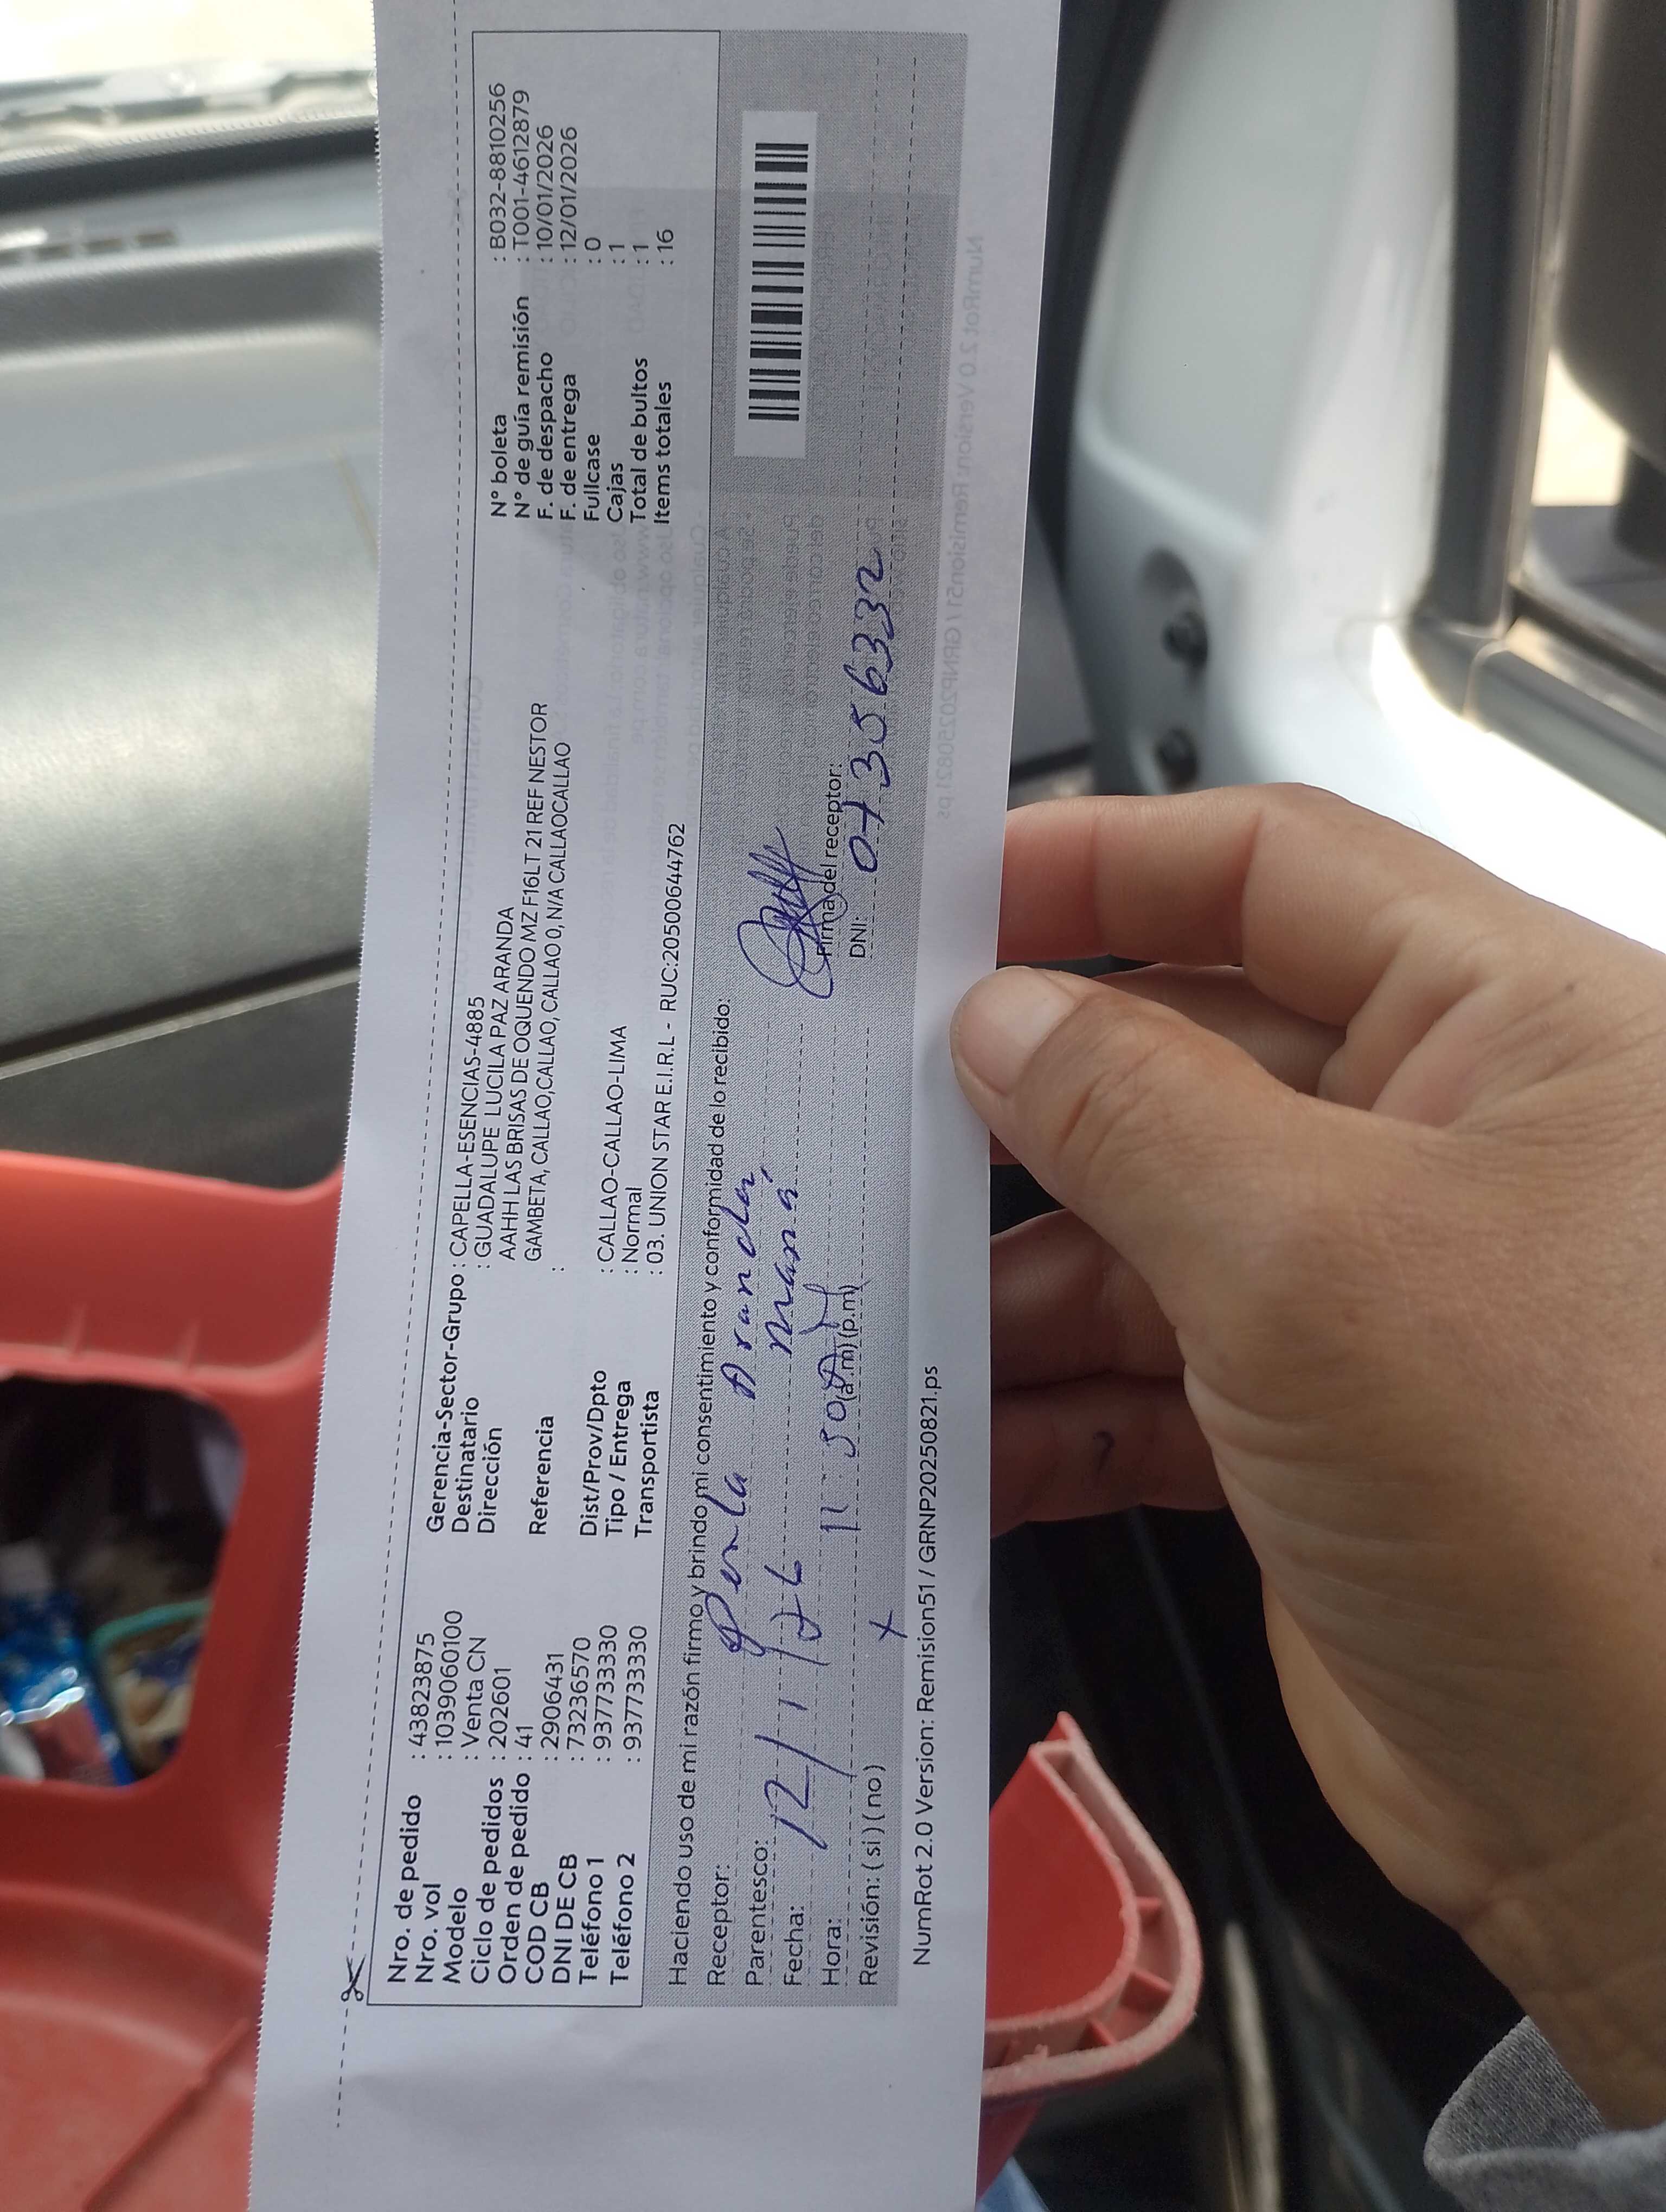 Nro. de pedido : 43823875
Nro. vol : 103906010​0
Modelo : Venta CN
Ciclo de pedidos : 202601
Orden de pedido : 41
COD CB : 2906431
DNI DE CB : 73236570
Teléfono 1 : 937733330
Teléfono 2 : 937733330
Gerencia-Sector-Grupo : CAPELLA-ESENCIAS-4885
Destinatario : GUADALUPE LUCILA PAZ ARANDA
Dirección AAHH LAS BRISAS DE OQUENDO MZ F16LT 21 REF NESTOR
GAMBETA, CALLAO,CALLAO,CALLAO, CALLAO 0, N/A CALLAOCALLAO
Referencia :
Dist/Prov/Dpto : CALLAO-CALLAO-LIMA
Tipo / Entrega : Normal
Transportista : 03. UNION STAR E.I.R.L - RUC:20500644762
N° boleta : B032-8810256
N° de guía remisión : T001-4612879
F. de despacho : 10/01/2026
F. de entrega : 12/01/2026
Fullcase : 0
Cajas : 1
Total de bultos : 1
Items totales : 16
Haciendo uso de mi razón firmo y brindo mi consentimiento y conformidad de lo recibido:
Receptor: Perla Aranda
Parentesco: mamá
Fecha: 12/1/26
Hora: 11:50 (a.m) (p.m)
Revisión: ( si ) ( no ) x
Firma del receptor:
DNI: 07356332
NumRot 2.0 Version: Remision51 / GRNP20250821.ps